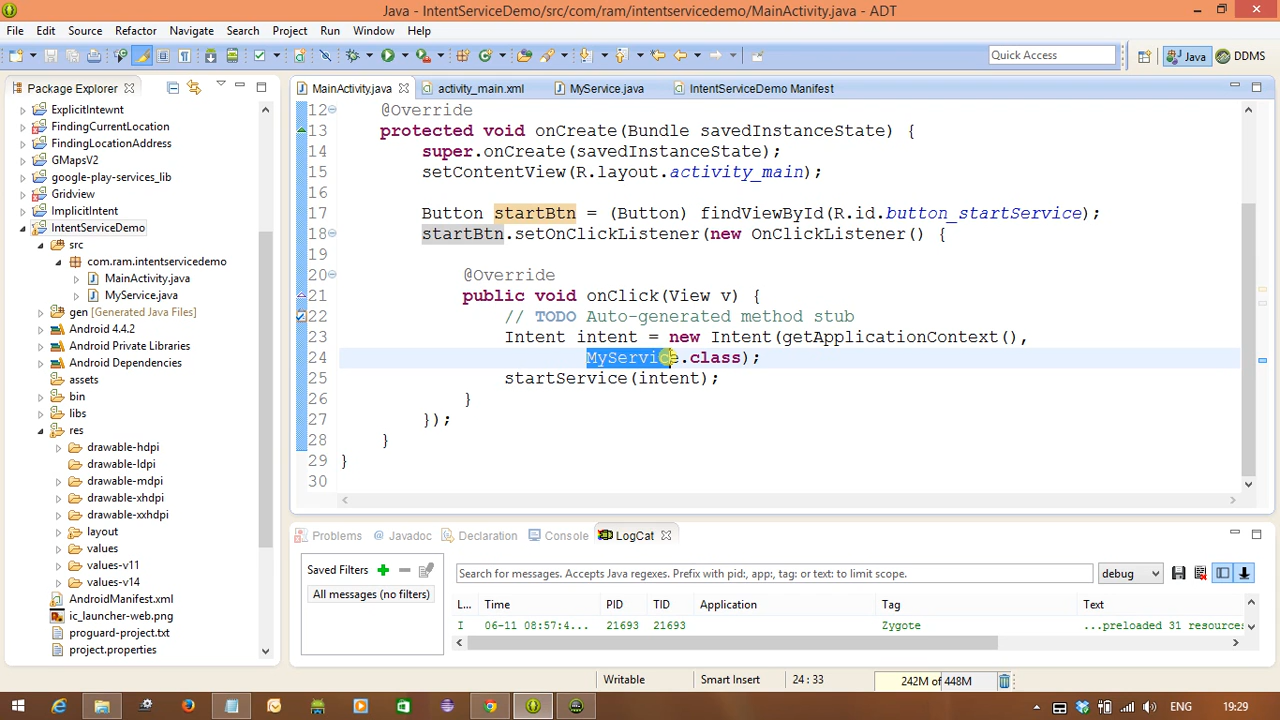 Java - IntentServiceDemo/src/com/ram/intentservicedemo/MainActivity.java - ADT
File Edit Source Refactor Navigate Search Project Run Window Help
Quick Access
Java
DDMS
Package Explorer
ExplicitIntewnt
FindingCurrentLocation
FindingLocationAddress
GMapsV2
google-play-services_lib
Gridview
ImplicitIntent
IntentServiceDemo
src
com.ram.intentservicedemo
MainActivity.java
MyService.java
gen [Generated Java Files]
Android 4.4.2
Android Private Libraries
Android Dependencies
assets
bin
libs
res
drawable-hdpi
drawable-ldpi
drawable-mdpi
drawable-xhdpi
drawable-xxhdpi
layout
values
values-v11
values-v14
AndroidManifest.xml
ic_launcher-web.png
proguard-project.txt
project.properties
MainActivity.java activity_main.xml MyService.java IntentServiceDemo Manifest
12 @Override
13 protected void onCreate(Bundle savedInstanceState) {
14 super.onCreate(savedInstanceState);
15 setContentView(R.layout.activity_main);
16
17 Button startBtn = (Button) findViewById(R.id.button_startService);
18 startBtn.setOnClickListener(new OnClickListener() {
19
20 @Override
21 public void onClick(View v) {
22 // TODO Auto-generated method stub
23 Intent intent = new Intent(getApplicationContext(),
24 MyService.class);
25 startService(intent);
26 }
27 });
28 }
29 }
30
Problems Javadoc Declaration Console LogCat
Saved Filters
All messages (no filters)
Search for messages. Accepts Java regexes. Prefix with pid:, app:, tag: or text: to limit scope.
debug
L... Time PID TID Application Tag Text
I 06-11 08:57:4... 21693 21693 Zygote ...preloaded 31 resources
Writable Smart Insert 24 : 33 242M of 448M
ENG 19:29